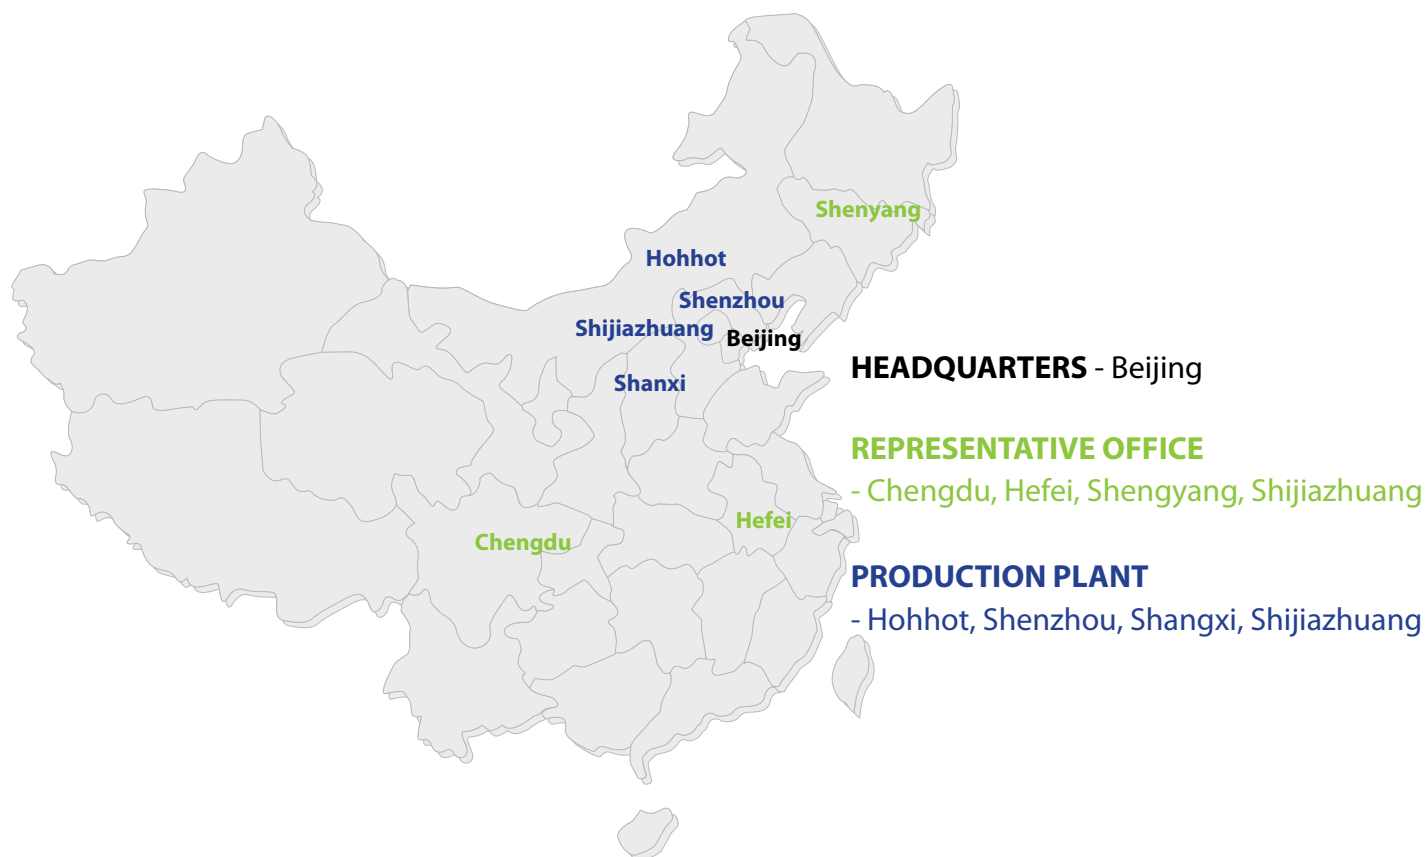 Shenyang
Hohhot
Shenzhou
Shijiazhuang
Beijing
HEADQUARTERS - Beijing
Shanxi
REPRESENTATIVE OFFICE
- Chengdu, Hefei, Shengyang, Shijiazhuang
Hefei
Chengdu
PRODUCTION PLANT
- Hohhot, Shenzhou, Shangxi, Shijiazhuang